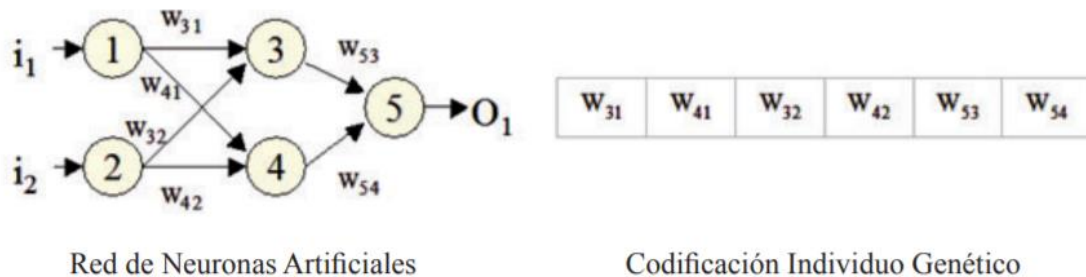 i₁ 1 w₃₁ 3 w₅₃
w₄₁ 5 O₁
w₃₂
i₂ 2 w₄₂ 4 w₅₄
w₃₁ w₄₁ w₃₂ w₄₂ w₅₃ w₅₄
Red de Neuronas Artificiales
Codificación Individuo Genético